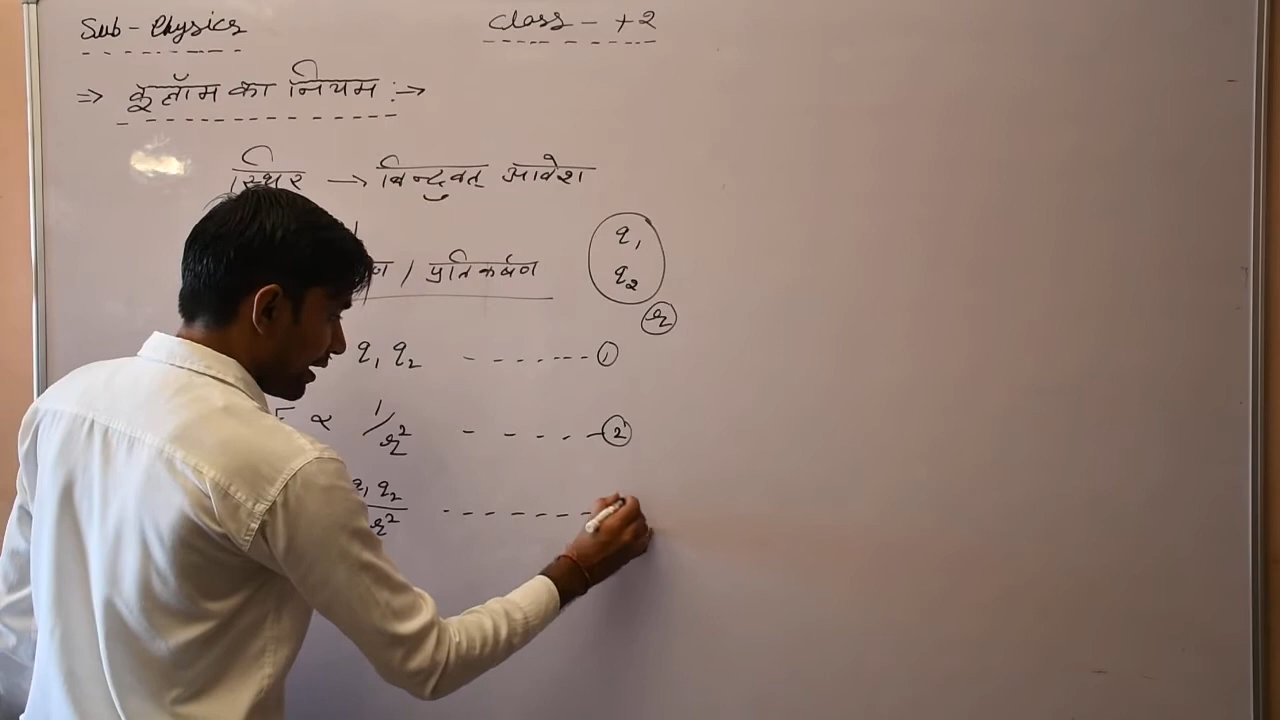 Sub - Physics
Class - +2
⇒ कूलॉम का नियम :→
स्थिर → बिन्दुवत् आवेश
/ प्रतिकर्षण
q₁
q₂
r
q₁ q₂ - - - - - - - ①
F ∝ 1/r² - - - - - ②
q₁ q₂
r² - - - - - - -